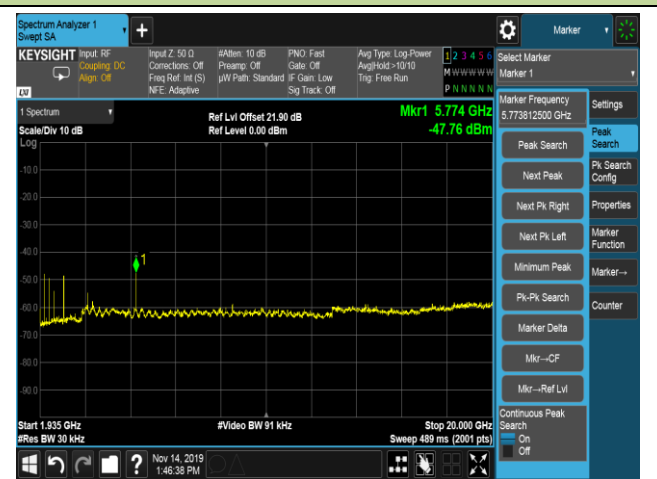 Spectrum Analyzer 1
Swept SA
+
Marker
KEYSIGHT
Input: RF
Coupling: DC
Align: Off
Input Z: 50 Ω
Corrections: Off
Freq Ref: Int (S)
NFE: Adaptive
#Atten: 10 dB
Preamp: Off
µW Path: Standard
PNO: Fast
Gate: Off
IF Gain: Low
Sig Track: Off
Avg Type: Log-Power
Avg|Hold:>10/10
Trig: Free Run
1 2 3 4 5 6
M W W W W W
P N N N N N
LXI
Select Marker
Marker 1
1 Spectrum
Scale/Div 10 dB
Log
Ref Lvl Offset 21.90 dB
Ref Level 0.00 dBm
Mkr1 5.774 GHz
-47.76 dBm
-10.0
-20.0
-30.0
-40.0
-50.0
-60.0
-70.0
-80.0
-90.0
1
Start 1.935 GHz
#Res BW 30 kHz
#Video BW 91 kHz
Stop 20.000 GHz
Sweep 489 ms (2001 pts)
Marker Frequency
5.773812500 GHz
Peak Search
Next Peak
Next Pk Right
Next Pk Left
Minimum Peak
Pk-Pk Search
Marker Delta
Mkr→CF
Mkr→Ref Lvl
Continuous Peak
Search
On
Off
Settings
Peak
Search
Pk Search
Config
Properties
Marker
Function
Marker→
Counter
?
Nov 14, 2019
1:46:38 PM